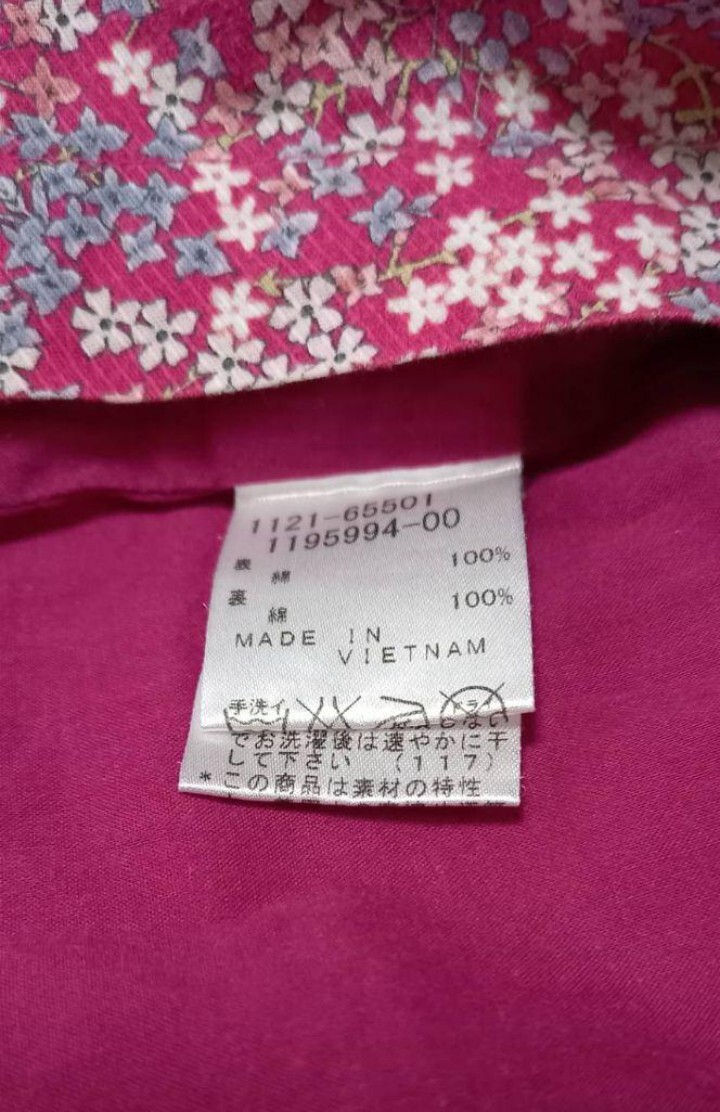 1121-65501
1195994-00
表 綿 100%
裏 綿 100%
MADE IN
VIETNAM
手洗イ
でお洗濯後は速やかに干
して下さい (117)
*この商品は素材の特性